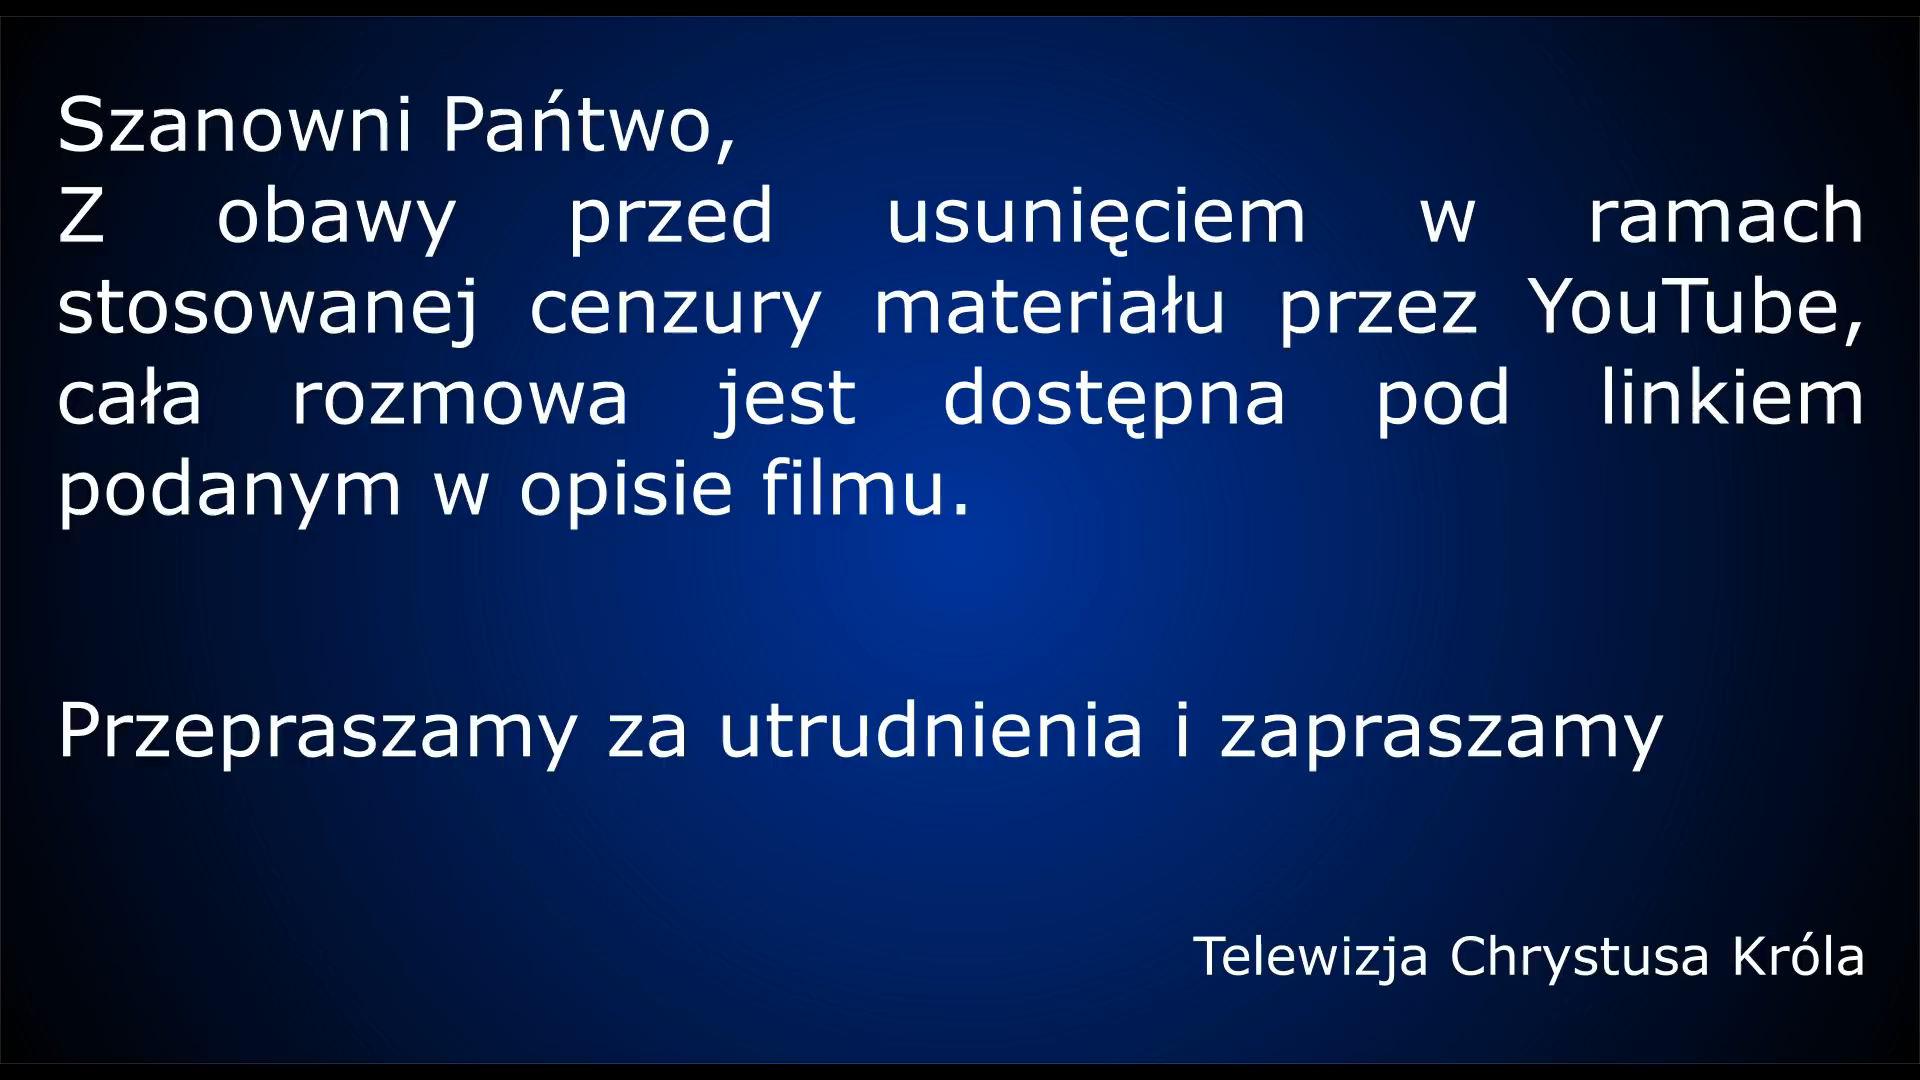 Szanowni Pańtwo,
Z obawy przed usunięciem w ramach
stosowanej cenzury materiału przez YouTube,
cała rozmowa jest dostępna pod linkiem
podanym w opisie filmu.
Przepraszamy za utrudnienia i zapraszamy
Telewizja Chrystusa Króla